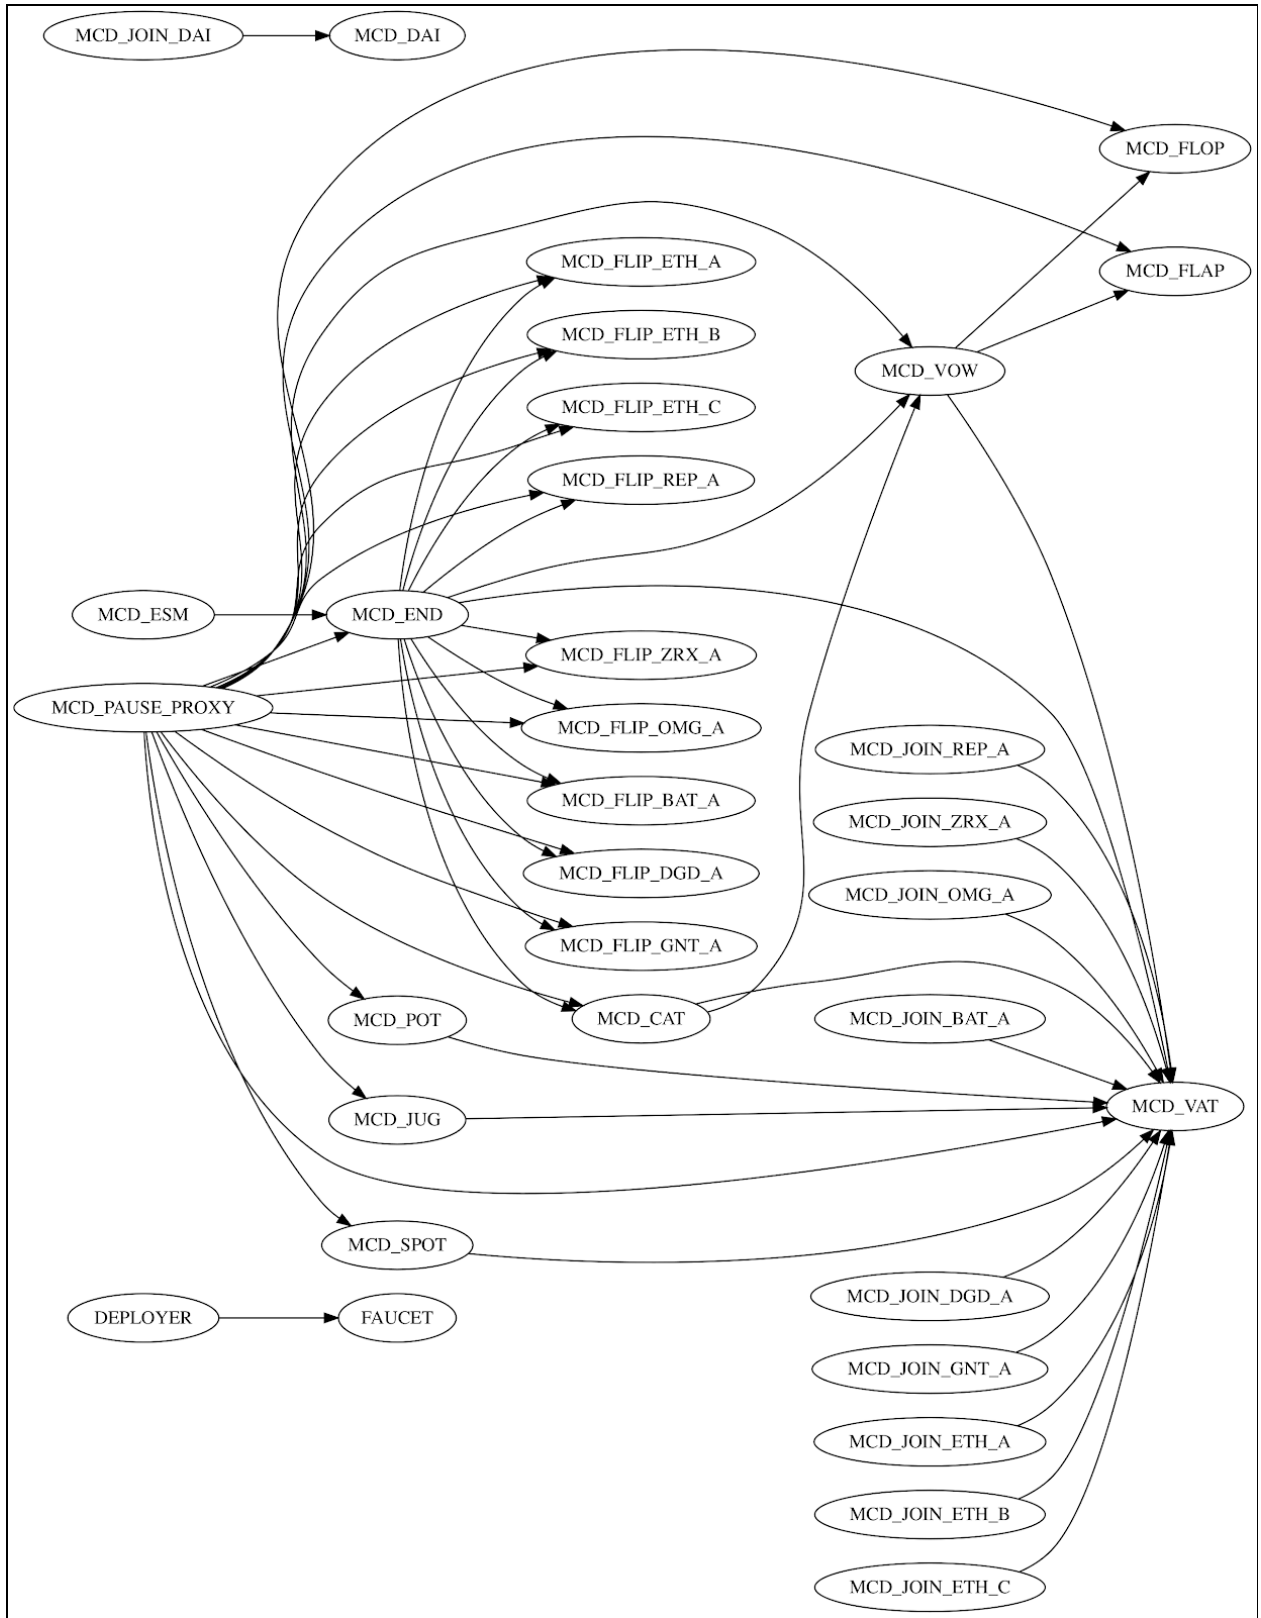 MCD_JOIN_DAI
MCD_DAI
MCD_FLOP
MCD_FLAP
MCD_FLIP_ETH_A
MCD_FLIP_ETH_B
MCD_VOW
MCD_FLIP_ETH_C
MCD_FLIP_REP_A
MCD_ESM
MCD_END
MCD_FLIP_ZRX_A
MCD_PAUSE_PROXY
MCD_FLIP_OMG_A
MCD_JOIN_REP_A
MCD_FLIP_BAT_A
MCD_JOIN_ZRX_A
MCD_FLIP_DGD_A
MCD_JOIN_OMG_A
MCD_FLIP_GNT_A
MCD_POT
MCD_CAT
MCD_JOIN_BAT_A
MCD_VAT
MCD_JUG
MCD_SPOT
MCD_JOIN_DGD_A
DEPLOYER
FAUCET
MCD_JOIN_GNT_A
MCD_JOIN_ETH_A
MCD_JOIN_ETH_B
MCD_JOIN_ETH_C